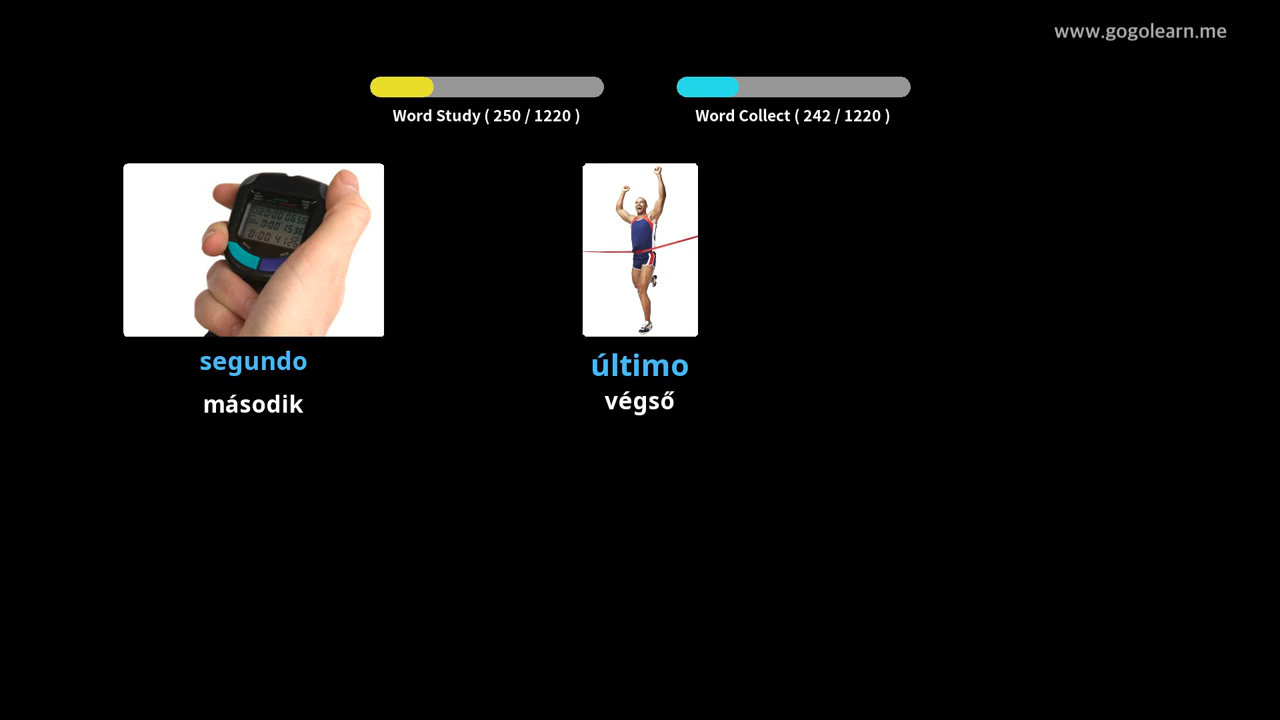 www.gogolearn.me
Word Study ( 250 / 1220 )
Word Collect ( 242 / 1220 )
segundo
último
második
végső